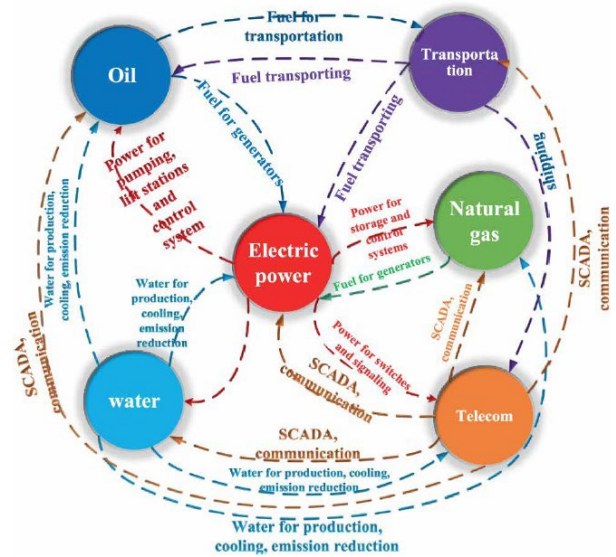 Fuel for
transportation
Oil
Transporta
tion
Fuel transporting
Fuel for generators
Fuel transporting
shipping
Power for
pumping,
lift stations
and
control
system
Water for production,
cooling, emission reduction
Power for
storage and
control
systems
Natural
gas
Electric
power
Fuel for generators
SCADA,
communication
Water for
production,
cooling,
emission
reduction
SCADA,
communication
Power for switches
and signaling
SCADA,
communication
SCADA,
communication
water
Telecom
SCADA,
communication
Water for production, cooling,
emission reduction
Water for production,
cooling, emission reduction